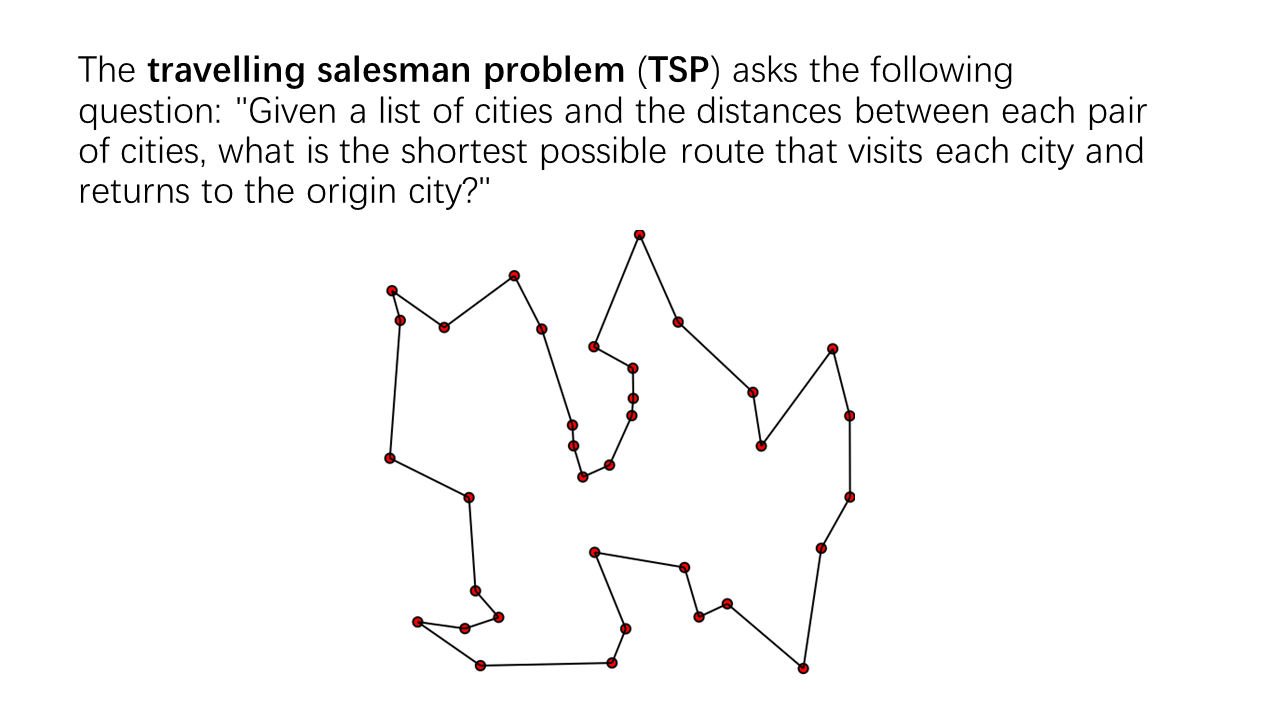 The travelling salesman problem (TSP) asks the following
question: "Given a list of cities and the distances between each pair
of cities, what is the shortest possible route that visits each city and
returns to the origin city?"